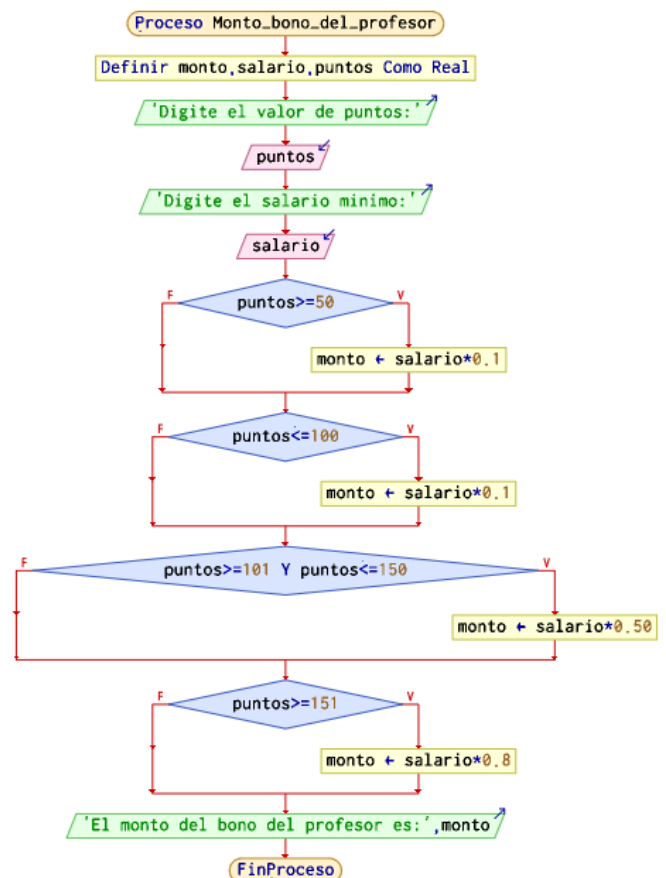 Proceso Monto_bono_del_profesor
Definir monto,salario,puntos Como Real
'Digite el valor de puntos:'
puntos
'Digite el salario minimo:'
salario
F puntos>=50 V
monto ← salario*0.1
F puntos<=100 V
monto ← salario*0.1
F puntos>=101 Y puntos<=150 V
monto ← salario*0.50
F puntos>=151 V
monto ← salario*0.8
'El monto del bono del profesor es:',monto
FinProceso